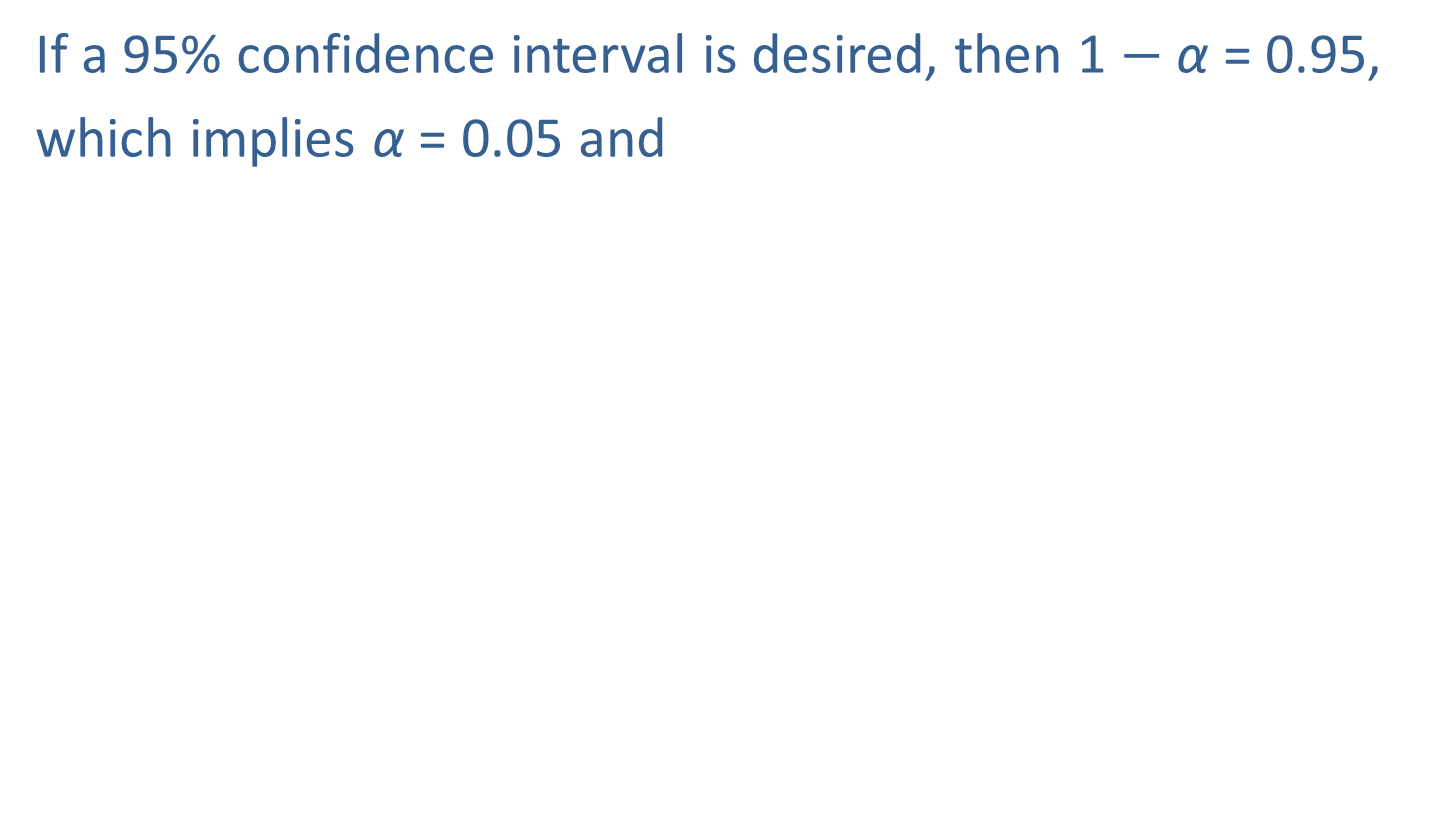 If a 95% confidence interval is desired, then 1 − α = 0.95,
which implies α = 0.05 and